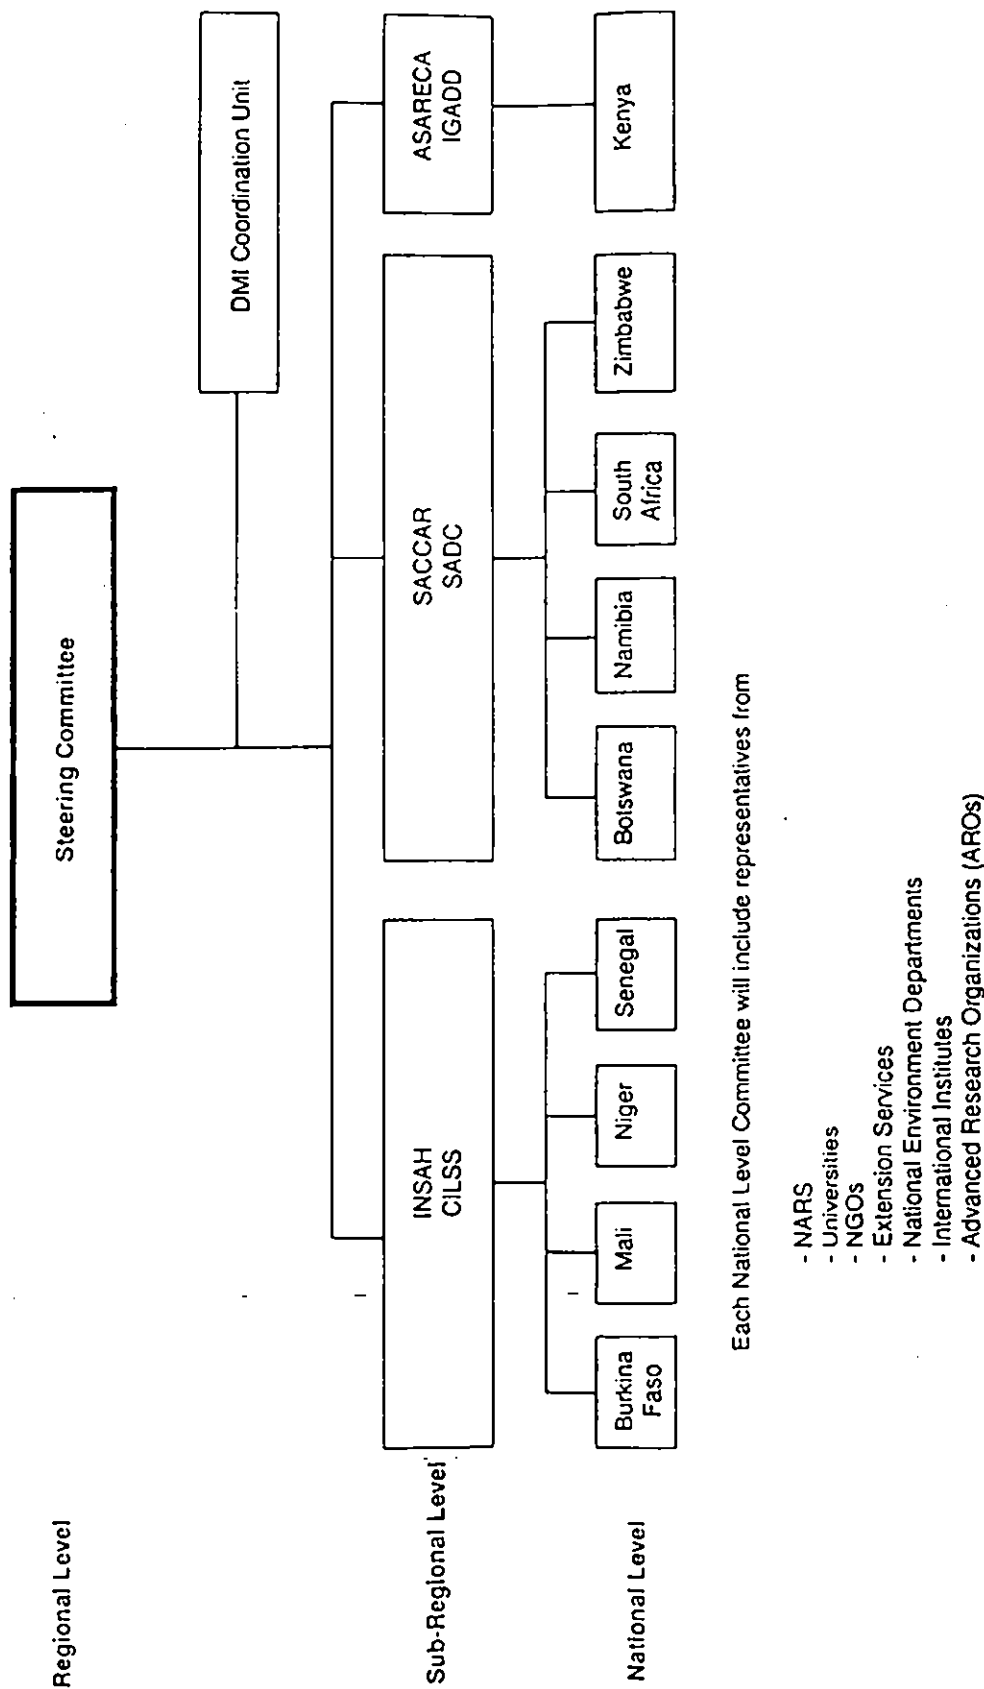 Regional Level
Steering Committee
DMI Coordination Unit
Sub-Regional Level
INSAH
CILSS
SACCAR
SADC
ASARECA
IGADD
National Level
Burkina
Faso
Mali
Niger
Senegal
Botswana
Namibia
South
Africa
Zimbabwe
Kenya
Each National Level Committee will include representatives from
- NARS
- Universities
- NGOs
- Extension Services
- National Environment Departments
- International Institutes
- Advanced Research Organizations (AROs)